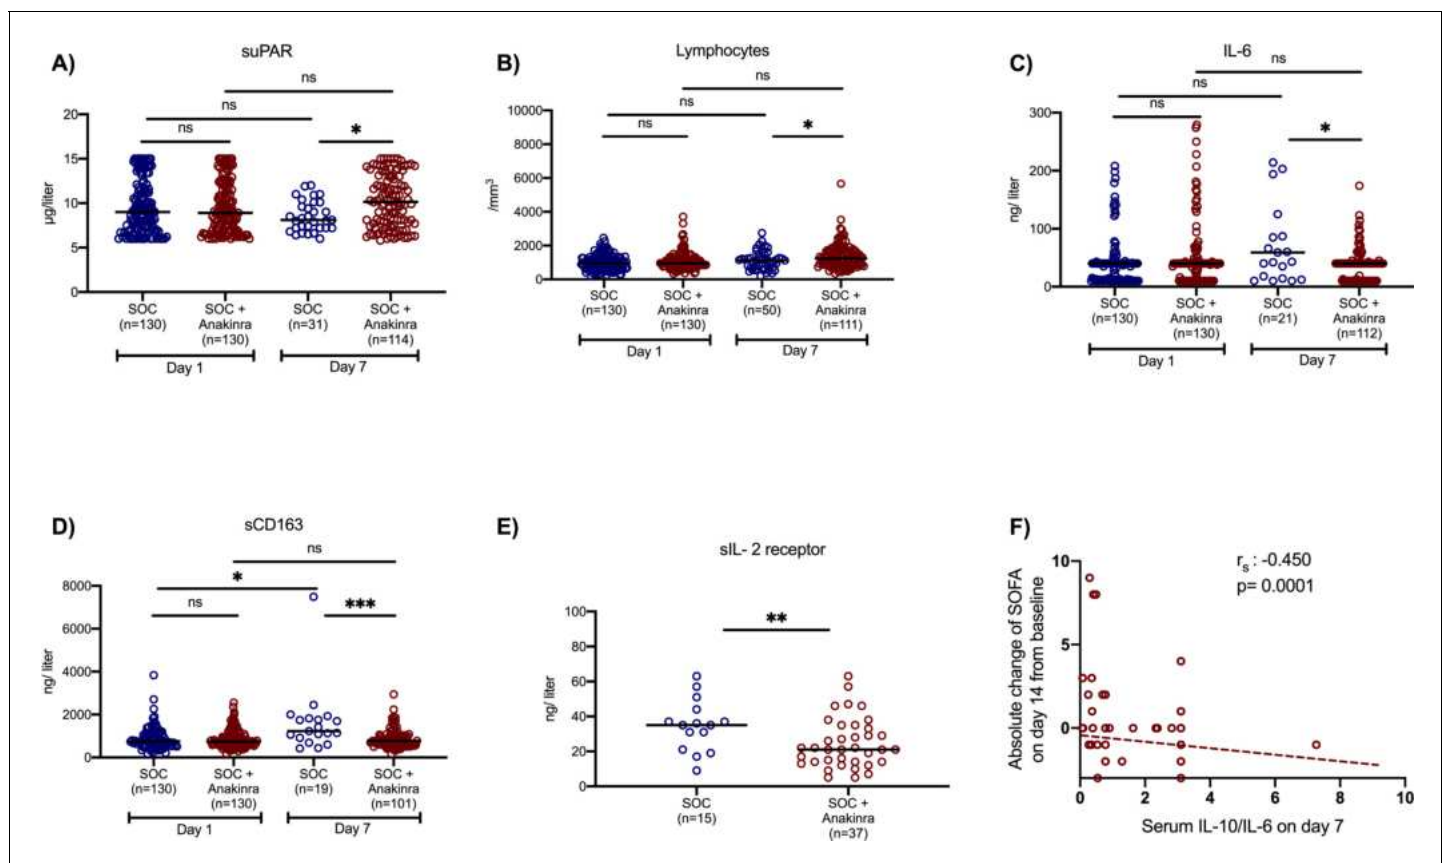 A)
suPAR
ns
ns
ns
*
20
15
10
5
0
µg/liter
SOC
(n=130)
SOC +
Anakinra
(n=130)
SOC
(n=31)
SOC +
Anakinra
(n=114)
Day 1
Day 7
B)
Lymphocytes
ns
ns
ns
*
10000
8000
6000
4000
2000
0
/mm³
SOC
(n=130)
SOC +
Anakinra
(n=130)
SOC
(n=50)
SOC +
Anakinra
(n=111)
Day 1
Day 7
C)
IL-6
ns
ns
ns
*
300
200
100
0
ng/ liter
SOC
(n=130)
SOC +
Anakinra
(n=130)
SOC
(n=21)
SOC +
Anakinra
(n=112)
Day 1
Day 7
D)
sCD163
ns
*
ns
***
8000
6000
4000
2000
0
ng/ liter
SOC
(n=130)
SOC +
Anakinra
(n=130)
SOC
(n=19)
SOC +
Anakinra
(n=101)
Day 1
Day 7
E)
sIL- 2 receptor
**
100
80
60
40
20
0
ng/ liter
SOC
(n=15)
SOC +
Anakinra
(n=37)
F)
rs : -0.450
p= 0.0001
10
5
0
Absolute change of SOFA
on day 14 from baseline
0
2
4
6
8
10
Serum IL-10/IL-6 on day 7